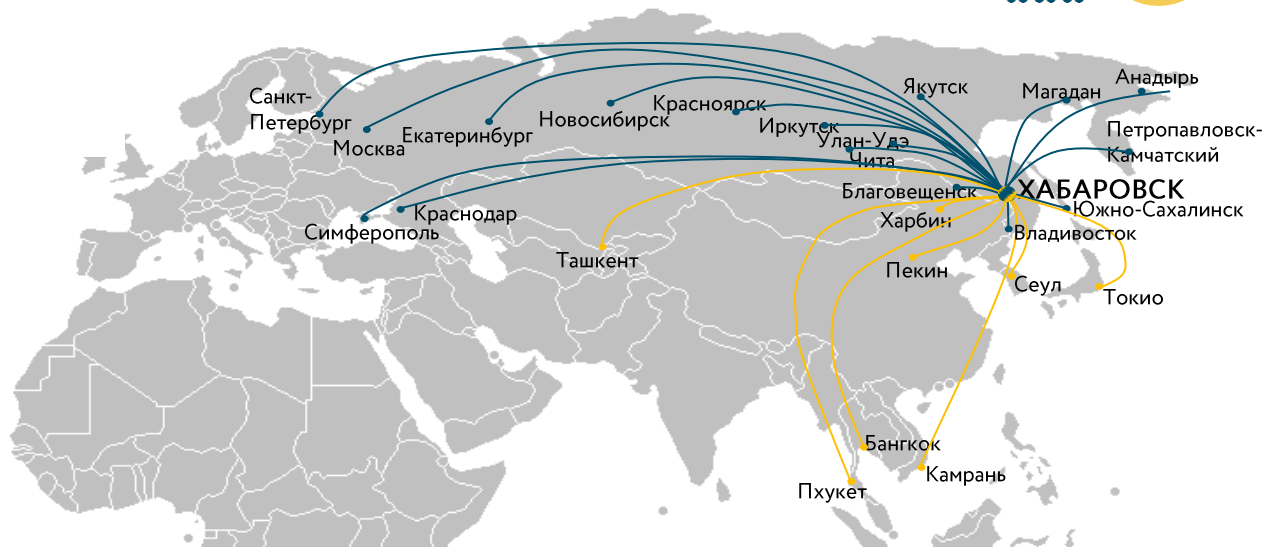 Анадырь
Якутск
Магадан
Санкт-
Петербург
Красноярск
Новосибирск
Иркутск
Екатеринбург
Москва
Улан-Удэ
Чита
Петропавловск-
Камчатский
Благовещенск
ХАБАРОВСК
Краснодар
Симферополь
Харбин
Южно-Сахалинск
Владивосток
Ташкент
Пекин
Сеул
Токио
Бангкок
Камрань
Пхукет